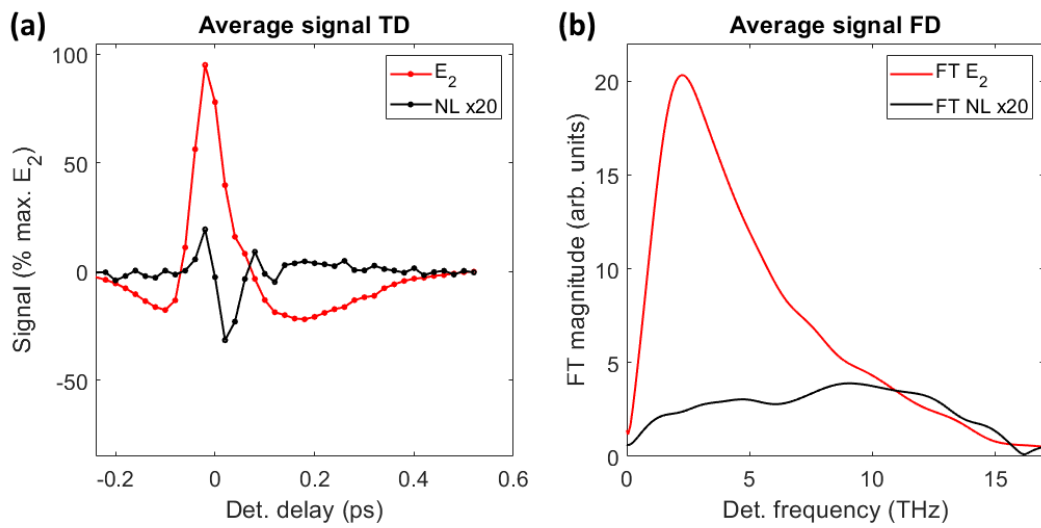 (a)
Average signal TD
100
50
0
-50
Signal (% max. E₂)
E₂
NL x20
-0.2
0
0.2
0.4
0.6
Det. delay (ps)
(b)
Average signal FD
20
15
10
5
0
FT magnitude (arb. units)
FT E₂
FT NL x20
0
5
10
15
Det. frequency (THz)